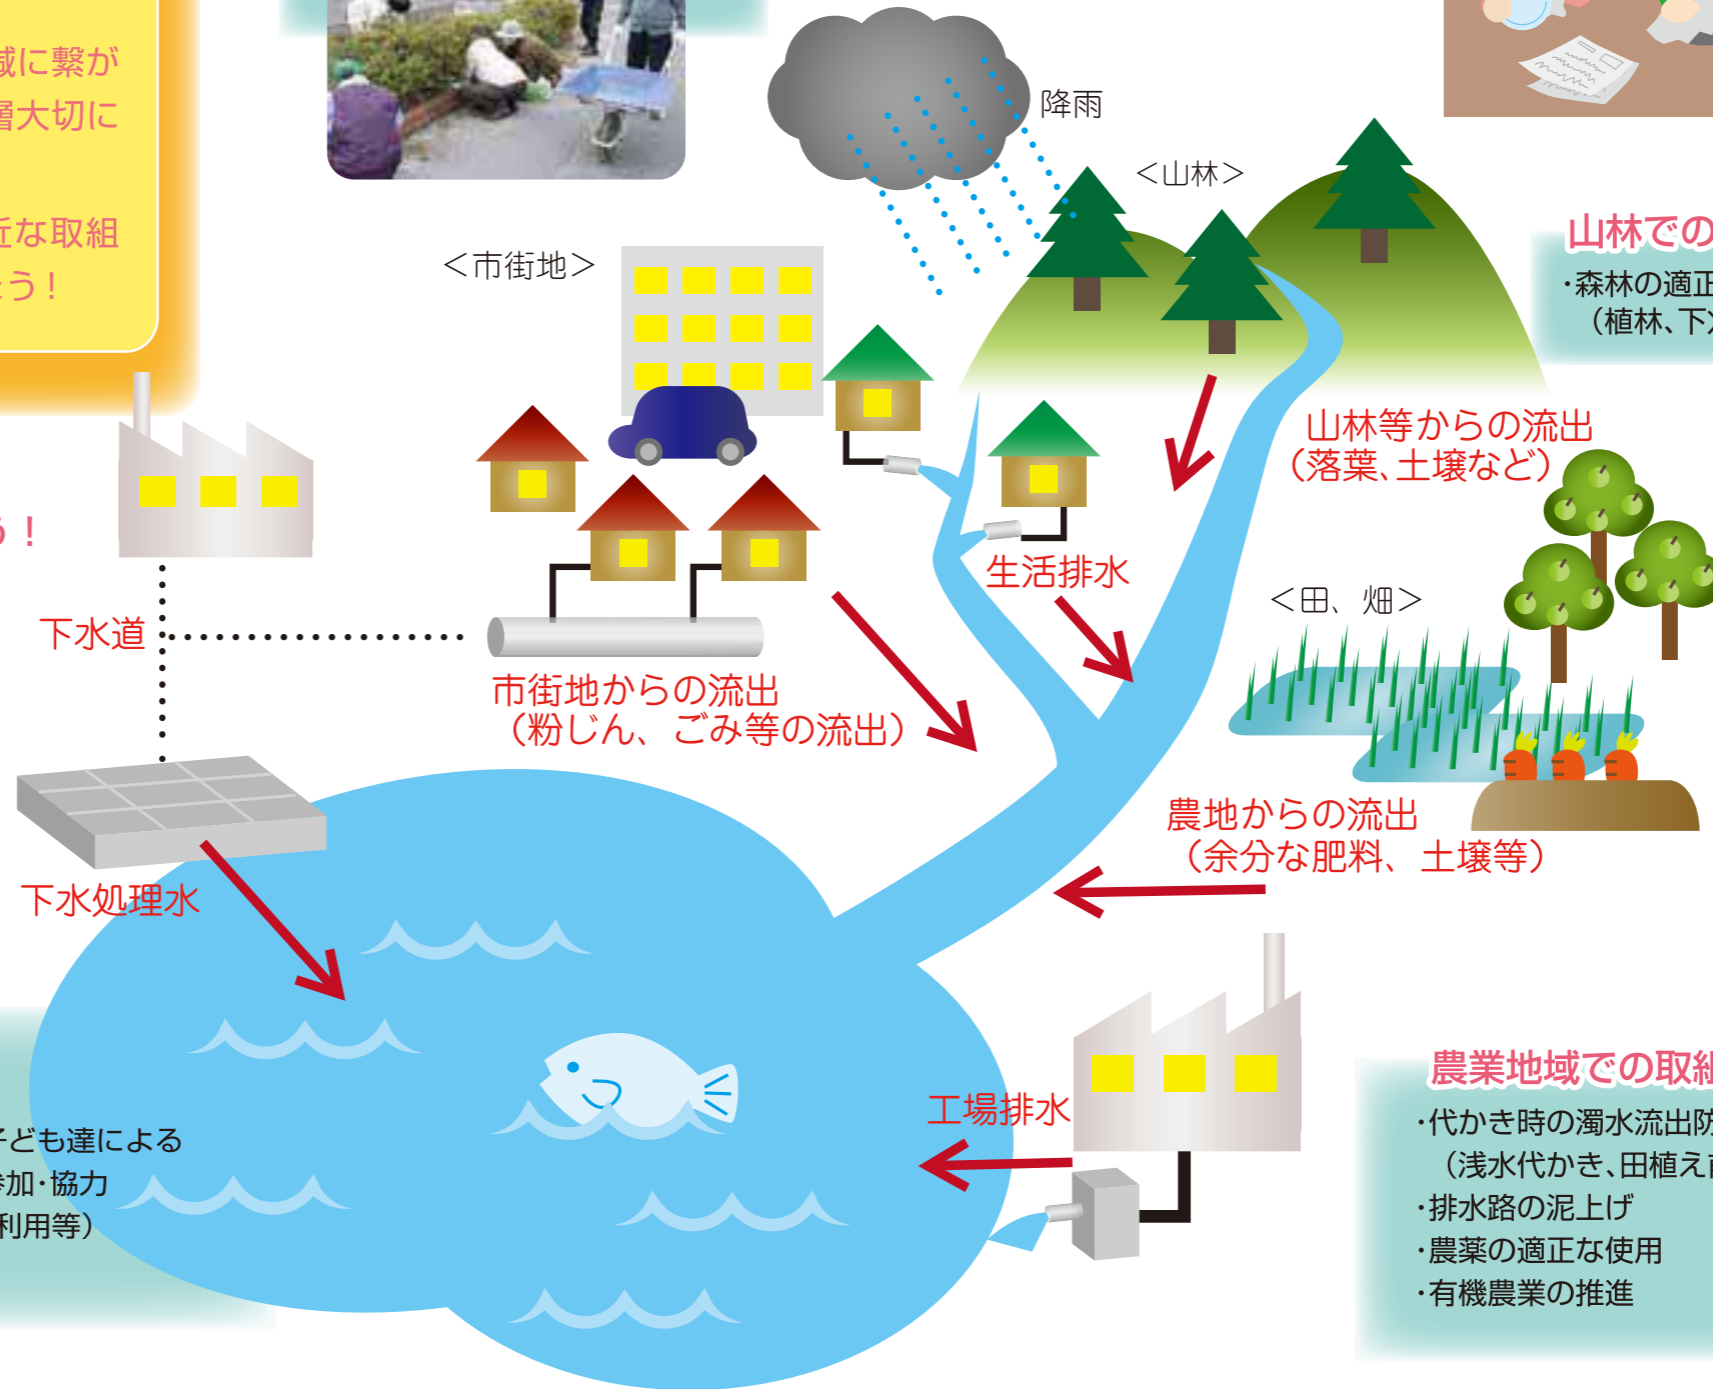 減に繋が
層大切に
近な取組
う!
う!
降雨
<山林>
<市街地>
山林での
・森林の適正
(植林、下
山林等からの流出
(落葉、土壌など)
生活排水
<田、畑>
下水道
市街地からの流出
(粉じん、ごみ等の流出)
農地からの流出
(余分な肥料、土壌等)
下水処理水
工場排水
子ども達による
参加・協力
利用等)
農業地域での取組
・代かき時の濁水流出防
(浅水代かき、田植え前
・排水路の泥上げ
・農薬の適正な使用
・有機農業の推進